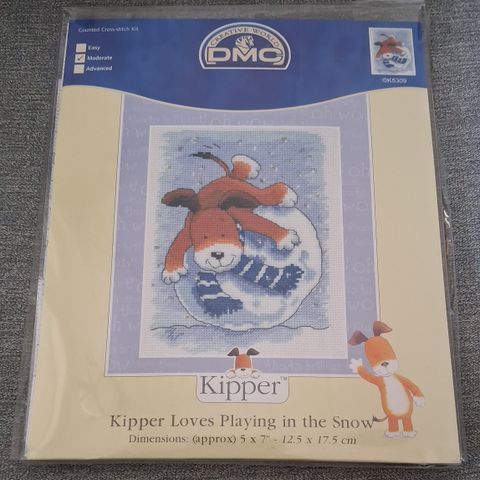 Counted Cross-stitch Kit
Easy
Moderate
Advanced
CREATIVE WORLD
DMC
©K5309
Kipper™
Kipper Loves Playing in the Snow
Dimensions: (approx) 5 x 7" - 12.5 x 17.5 cm